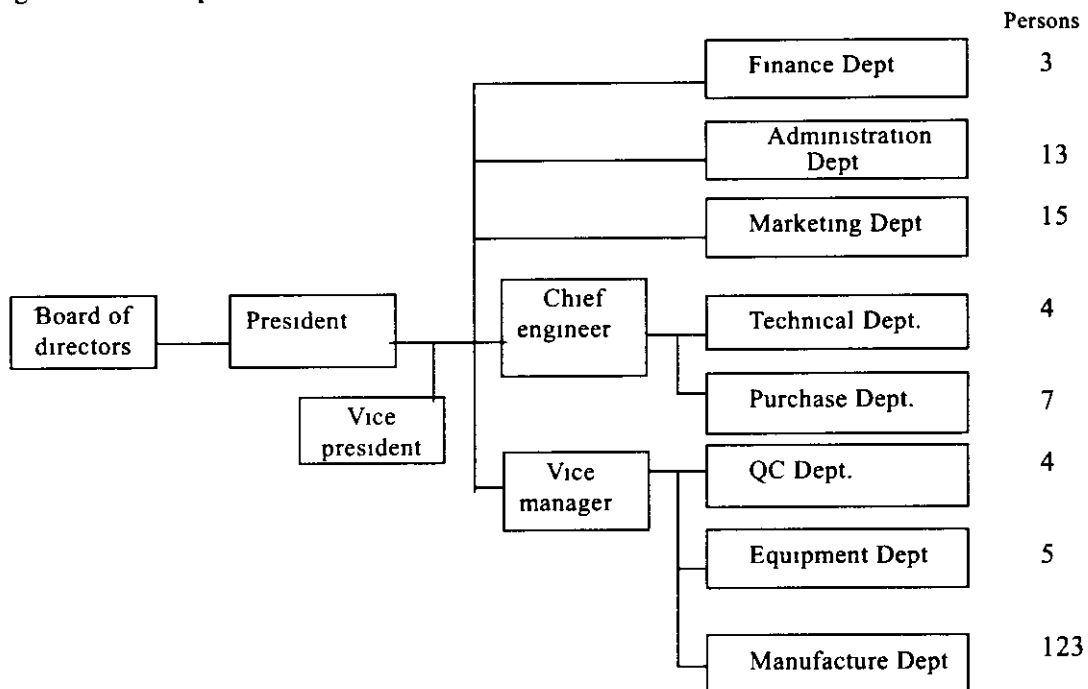 Persons
Finance Dept 3
Administration
Dept 13
Marketing Dept 15
Board of
directors
President
Vice
president
Chief
engineer
Technical Dept. 4
Purchase Dept. 7
Vice
manager
QC Dept. 4
Equipment Dept 5
Manufacture Dept 123